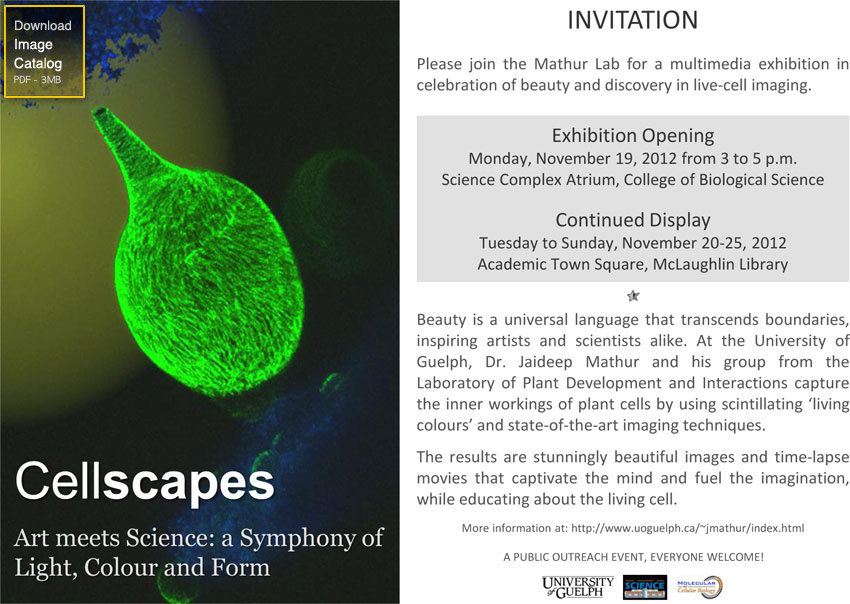 Download
Image
Catalog
PDF - 3MB
Cellscapes
Art meets Science: a Symphony of
Light, Colour and Form
INVITATION
Please join the Mathur Lab for a multimedia exhibition in
celebration of beauty and discovery in live-cell imaging.
Exhibition Opening
Monday, November 19, 2012 from 3 to 5 p.m.
Science Complex Atrium, College of Biological Science
Continued Display
Tuesday to Sunday, November 20-25, 2012
Academic Town Square, McLaughlin Library
Beauty is a universal language that transcends boundaries,
inspiring artists and scientists alike. At the University of
Guelph, Dr. Jaideep Mathur and his group from the
Laboratory of Plant Development and Interactions capture
the inner workings of plant cells by using scintillating ‘living
colours’ and state-of-the-art imaging techniques.
The results are stunningly beautiful images and time-lapse
movies that captivate the mind and fuel the imagination,
while educating about the living cell.
More information at: http://www.uoguelph.ca/~jmathur/index.html
A PUBLIC OUTREACH EVENT, EVERYONE WELCOME!
UNIVERSITY
of GUELPH
SCIENCE
MOLECULAR
Cellular Biology